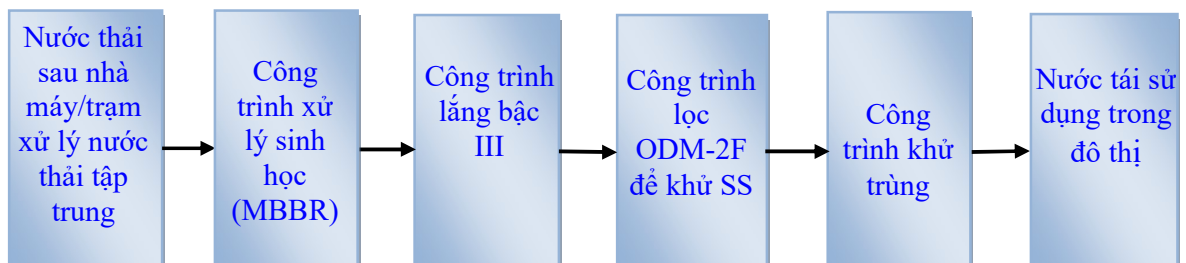 Nước thải
sau nhà
máy/trạm
xử lý nước
thải tập
trung
Công
trình xử
lý sinh
học
(MBBR)
Công trình
lắng bậc
III
Công trình
lọc
ODM-2F
để khử SS
Công
trình khử
trùng
Nước tái sử
dụng trong
đô thị